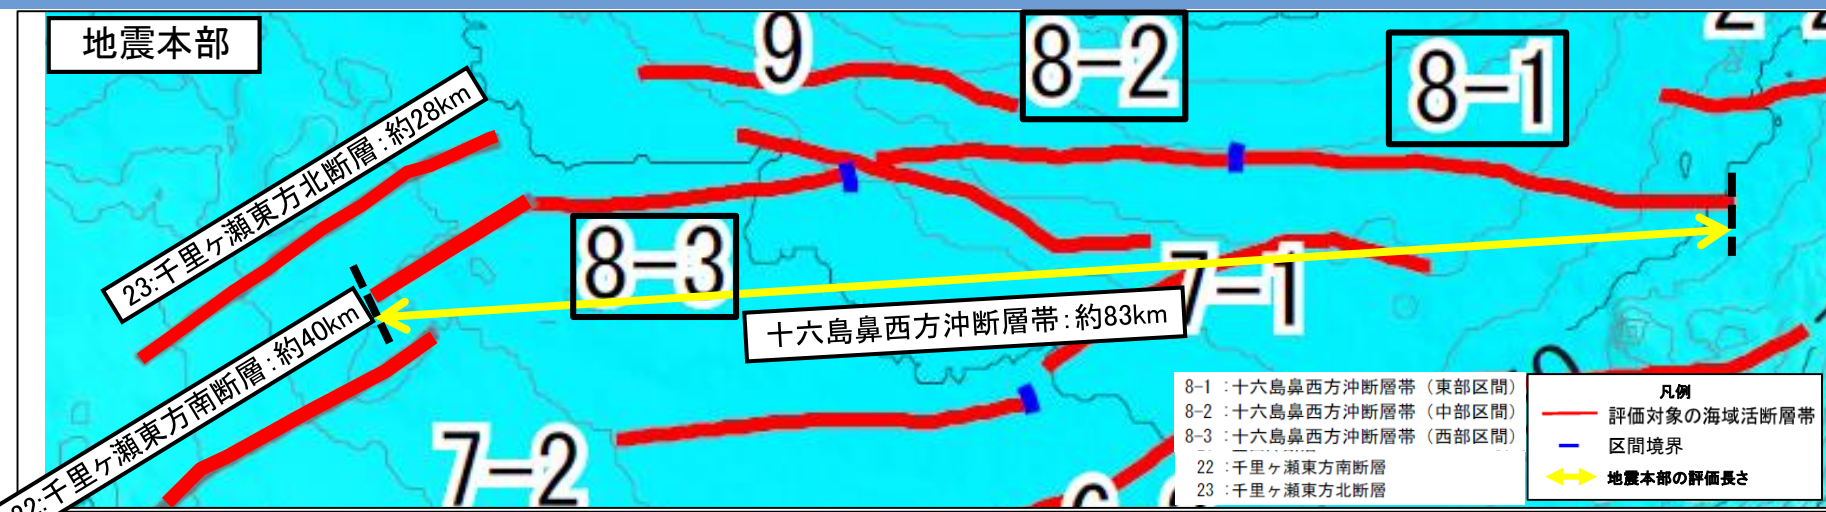 地震本部
9
8-2
8-1
23:千里ヶ瀬東方北断層:約28km
8-3
7-1
十六島鼻西方沖断層帯:約83km
22:千里ヶ瀬東方南断層:約40km
7-2
8-1 :十六島鼻西方沖断層帯（東部区間）
8-2 :十六島鼻西方沖断層帯（中部区間）
8-3 :十六島鼻西方沖断層帯（西部区間）
22 :千里ヶ瀬東方南断層
23 :千里ヶ瀬東方北断層
凡例
評価対象の海域活断層帯
区間境界
地震本部の評価長さ